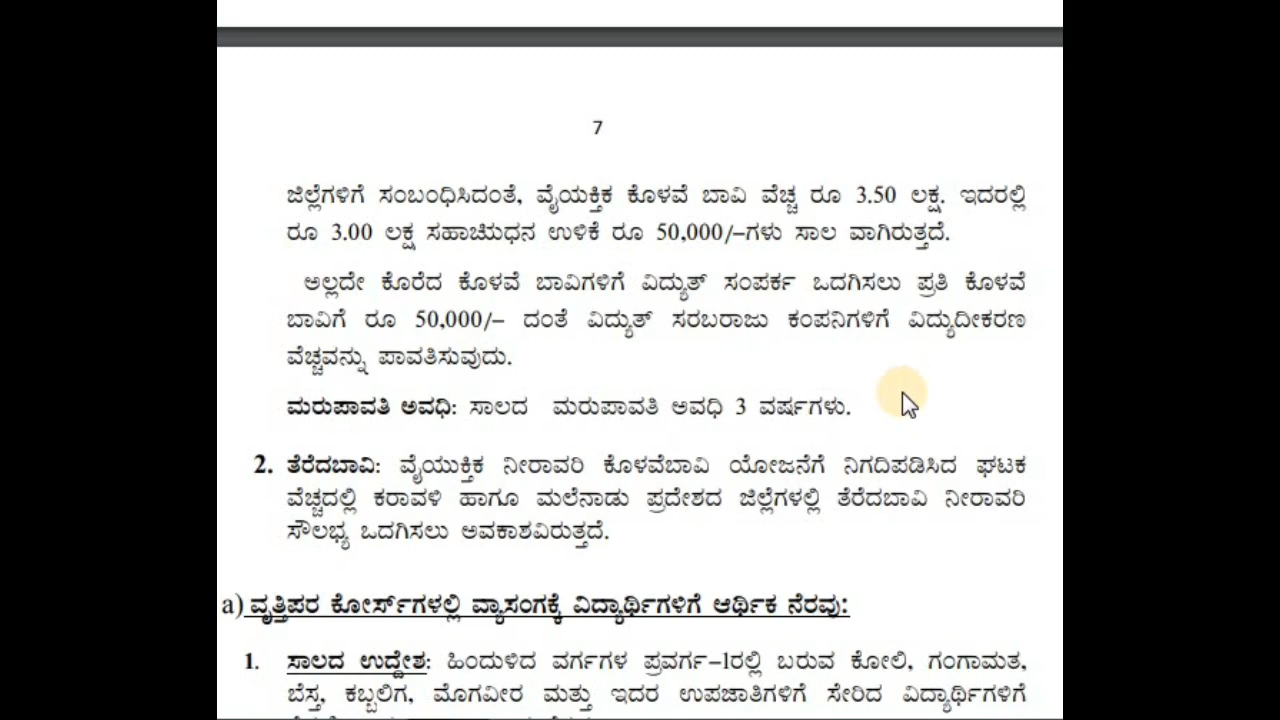 7
ಜಿಲ್ಲೆಗಳಿಗೆ ಸಂಬಂಧಿಸಿದಂತೆ, ವೈಯಕ್ತಿಕ ಕೊಳವೆ ಬಾವಿ ವೆಚ್ಚ ರೂ 3.50 ಲಕ್ಷ. ಇದರಲ್ಲಿ
ರೂ 3.00 ಲಕ್ಷ ಸಹಾಯಧನ ಉಳಿಕೆ ರೂ 50,000/-ಗಳು ಸಾಲ ವಾಗಿರುತ್ತದೆ.
ಅಲ್ಲದೇ ಕೊರೆದ ಕೊಳವೆ ಬಾವಿಗಳಿಗೆ ವಿದ್ಯುತ್ ಸಂಪರ್ಕ ಒದಗಿಸಲು ಪ್ರತಿ ಕೊಳವೆ
ಬಾವಿಗೆ ರೂ 50,000/- ದಂತೆ ವಿದ್ಯುತ್ ಸರಬರಾಜು ಕಂಪನಿಗಳಿಗೆ ವಿದ್ಯುದೀಕರಣ
ವೆಚ್ಚವನ್ನು ಪಾವತಿಸುವುದು.
ಮರುಪಾವತಿ ಅವಧಿ: ಸಾಲದ ಮರುಪಾವತಿ ಅವಧಿ 3 ವರ್ಷಗಳು.
2. ತೆರೆದಬಾವಿ: ವೈಯುಕ್ತಿಕ ನೀರಾವರಿ ಕೊಳವೆಬಾವಿ ಯೋಜನೆಗೆ ನಿಗದಿಪಡಿಸಿದ ಘಟಕ
ವೆಚ್ಚದಲ್ಲಿ ಕರಾವಳಿ ಹಾಗೂ ಮಲೆನಾಡು ಪ್ರದೇಶದ ಜಿಲ್ಲೆಗಳಲ್ಲಿ ತೆರೆದಬಾವಿ ನೀರಾವರಿ
ಸೌಲಭ್ಯ ಒದಗಿಸಲು ಅವಕಾಶವಿರುತ್ತದೆ.
a) ವೃತ್ತಿಪರ ಕೋರ್ಸ್‌ಗಳಲ್ಲಿ ವ್ಯಾಸಂಗಕ್ಕೆ ವಿದ್ಯಾರ್ಥಿಗಳಿಗೆ ಆರ್ಥಿಕ ನೆರವು:
1. ಸಾಲದ ಉದ್ದೇಶ: ಹಿಂದುಳಿದ ವರ್ಗಗಳ ಪ್ರವರ್ಗ-1ರಲ್ಲಿ ಬರುವ ಕೋಲಿ, ಗಂಗಾಮತ,
ಬೆಸ್ತ, ಕಬ್ಬಲಿಗ, ಮೊಗವೀರ ಮತ್ತು ಇದರ ಉಪಜಾತಿಗಳಿಗೆ ಸೇರಿದ ವಿದ್ಯಾರ್ಥಿಗಳಿಗೆ